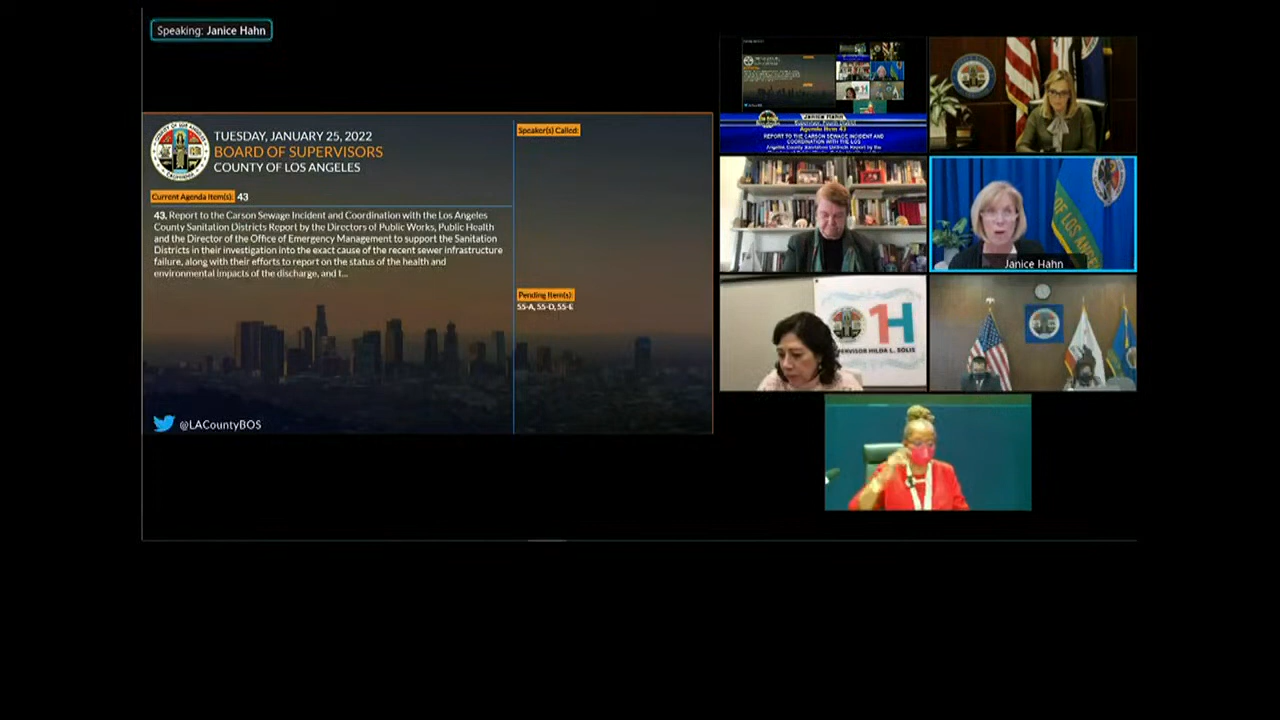 Speaking: Janice Hahn
TUESDAY, JANUARY 25, 2022
BOARD OF SUPERVISORS
COUNTY OF LOS ANGELES
Current Agenda Item(s): 43
43. Report to the Carson Sewage Incident and Coordination with the Los Angeles
County Sanitation Districts Report by the Directors of Public Works, Public Health
and the Director of the Office of Emergency Management to support the Sanitation
Districts in their investigation into the exact cause of the recent sewer infrastructure
failure, along with their efforts to report on the status of the health and
environmental impacts of the discharge, and t...
@LACountyBOS
Speaker(s) Called:
Pending Item(s):
55-A, 55-D, 55-E
Janice Hahn
Supervisor, Fourth District
Agenda Item 43
REPORT TO THE CARSON SEWAGE INCIDENT AND
COORDINATION WITH THE LOS
Janice Hahn
1H
SUPERVISOR HILDA L. SOLIS